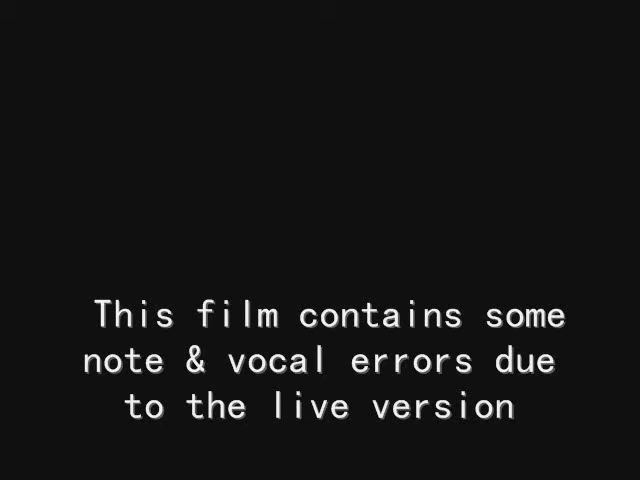 This film contains some
note & vocal errors due
to the live version